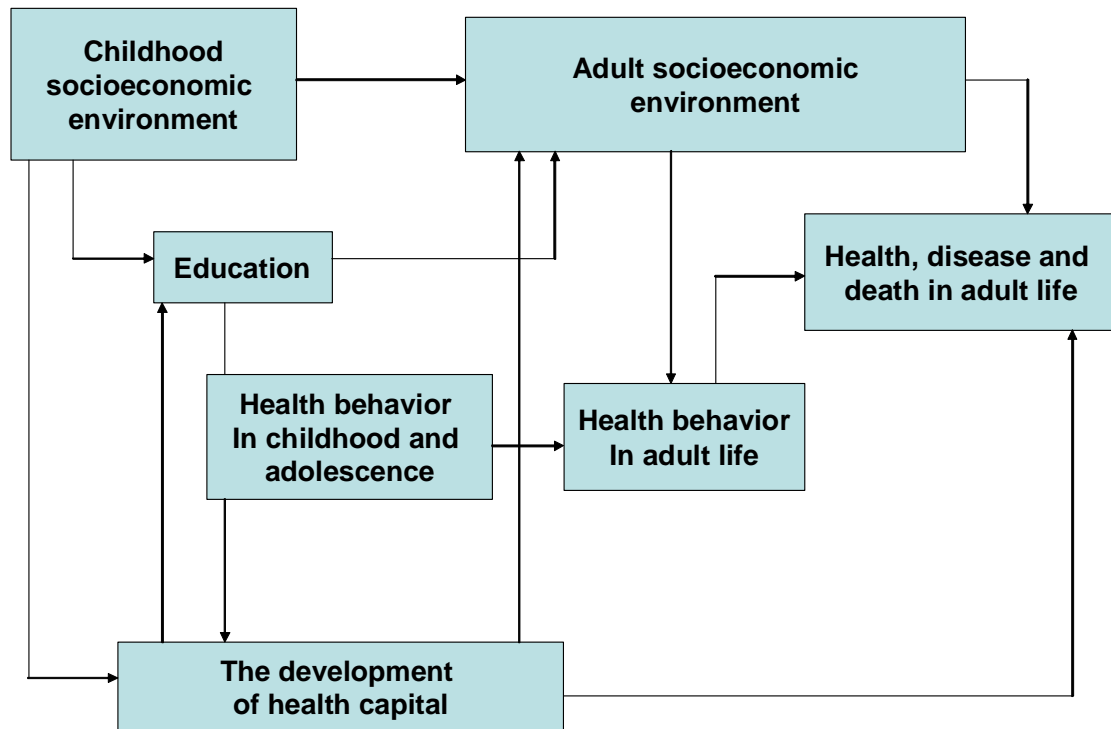 Childhood
socioeconomic
environment
Adult socioeconomic
environment
Education
Health, disease and
death in adult life
Health behavior
In childhood and
adolescence
Health behavior
In adult life
The development
of health capital